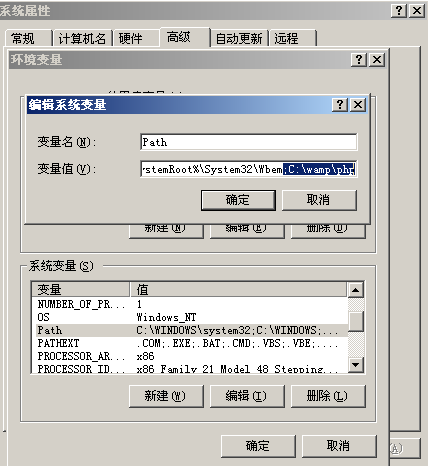 系统属性
常规 计算机名 硬件 高级 自动更新 远程
环境变量
编辑系统变量
变量名(N): Path
变量值(V): stemRoot%\System32\Wbem;C:\wamp\php
确定 取消
新建(N) 编辑(E) 删除(D)
系统变量(S)
变量 值
NUMBER_OF_PR... 1
OS Windows_NT
Path C:\WINDOWS\system32;C:\WINDOWS;...
PATHEXT .COM;.EXE;.BAT;.CMD;.VBS;.VBE;....
PROCESSOR_AR... x86
PROCESSOR_ID... x86 Family 21 Model 48 Stepping...
新建(W) 编辑(I) 删除(L)
确定 取消
(A)